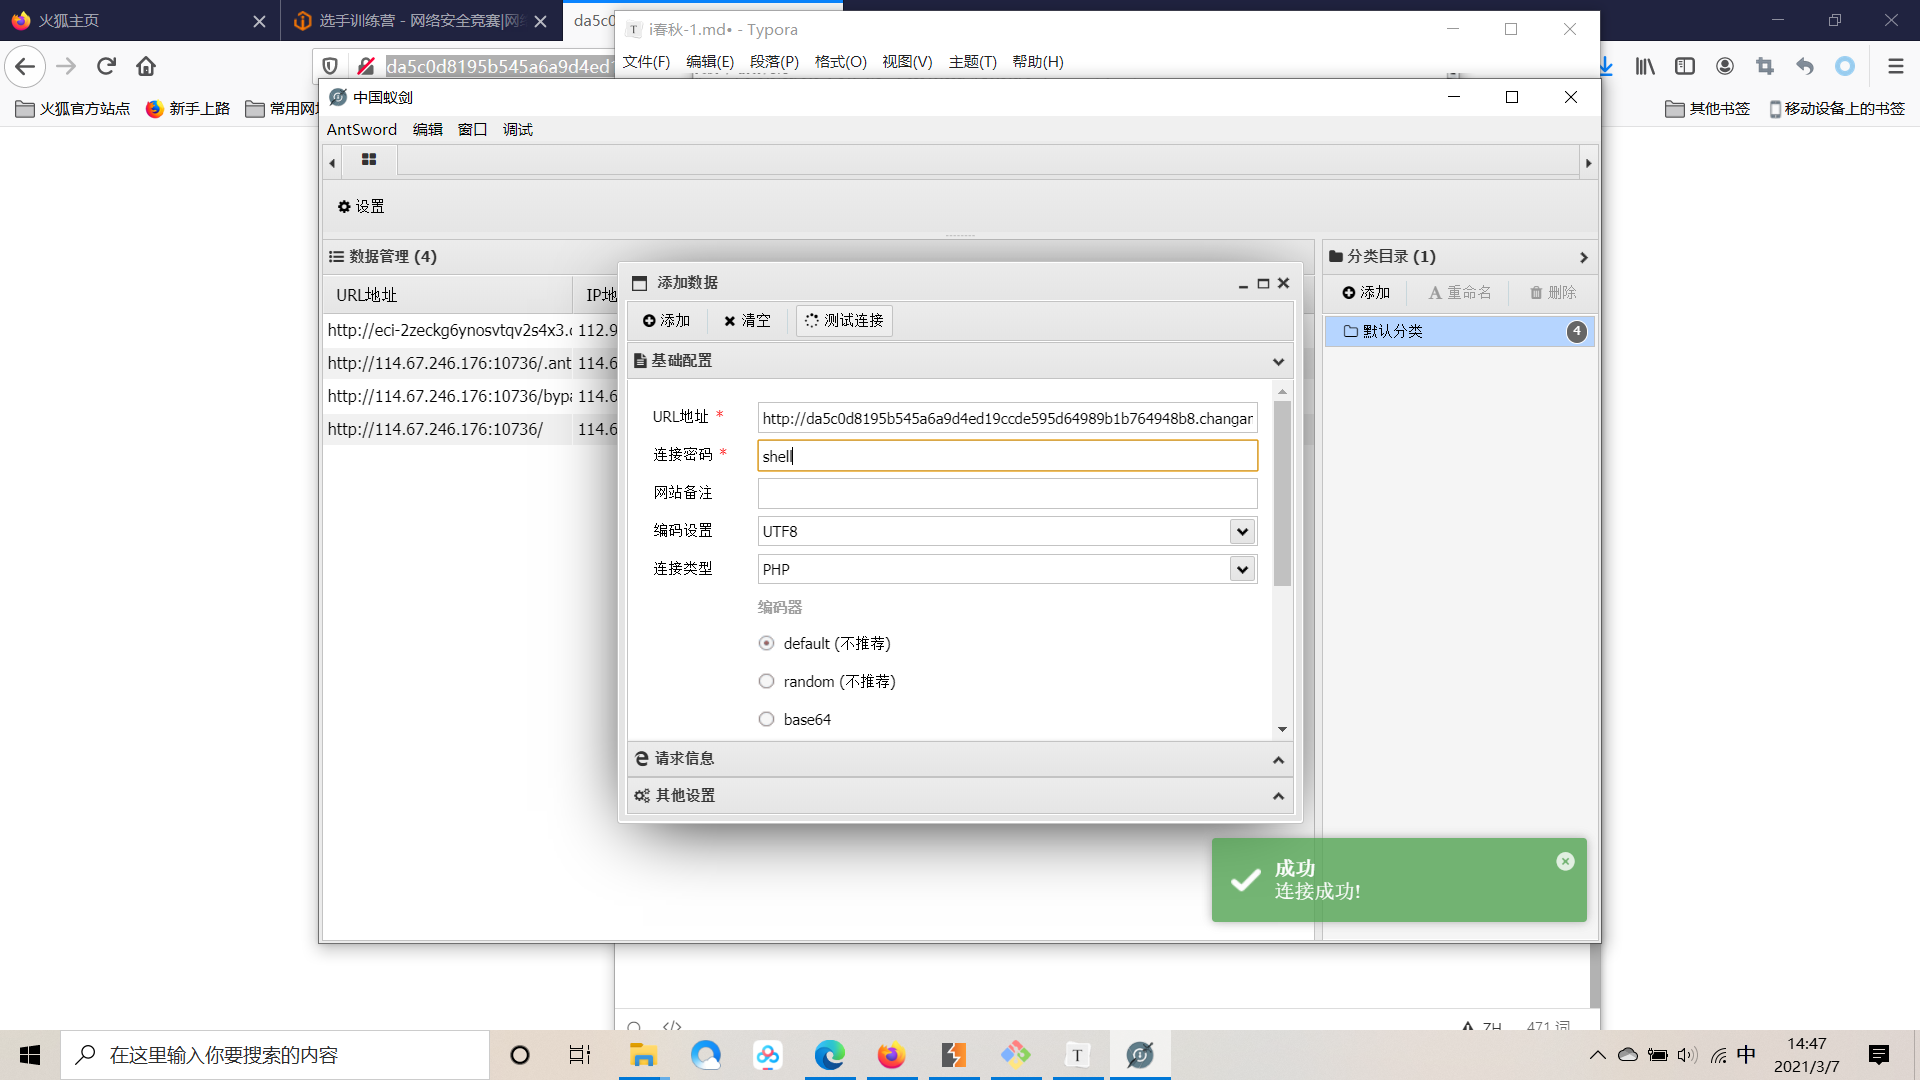 火狐主页
选手训练营 - 网络安全竞赛|网络
da5c0
i春秋-1.md• - Typora
文件(F) 编辑(E) 段落(P) 格式(O) 视图(V) 主题(T) 帮助(H)
da5c0d8195b545a6a9d4ed1
火狐官方站点 新手上路 常用网址
其他书签 移动设备上的书签
中国蚁剑
AntSword 编辑 窗口 调试
设置
数据管理 (4)
URL地址 IP地
http://eci-2zeckg6ynosvtqv2s4x3.c 112.9
http://114.67.246.176:10736/.ant 114.6
http://114.67.246.176:10736/bypa 114.6
http://114.67.246.176:10736/ 114.6
分类目录 (1)
添加 重命名 删除
默认分类 4
添加数据
添加 清空 测试连接
基础配置
URL地址 * http://da5c0d8195b545a6a9d4ed19ccde595d64989b1b764948b8.changar
连接密码 * shell
网站备注
编码设置 UTF8
连接类型 PHP
编码器
default (不推荐)
random (不推荐)
base64
请求信息
其他设置
成功
连接成功!
ZH 471 词
在这里输入你要搜索的内容
中
14:47
2021/3/7